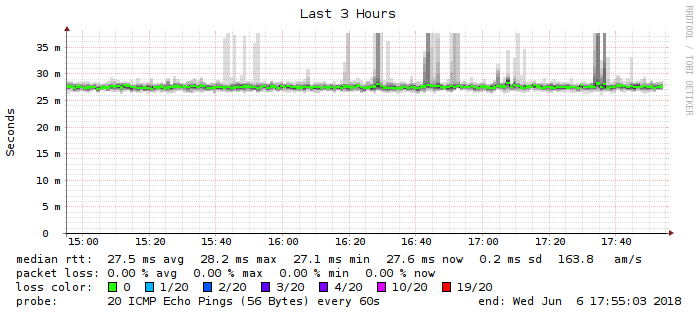 Last 3 Hours
RRDTOOL / TOBI OETIKER
Seconds
35 m
30 m
25 m
20 m
15 m
10 m
5 m
0
15:00 15:20 15:40 16:00 16:20 16:40 17:00 17:20 17:40
median rtt: 27.5 ms avg 28.2 ms max 27.1 ms min 27.6 ms now 0.2 ms sd 163.8 am/s
packet loss: 0.00 % avg 0.00 % max 0.00 % min 0.00 % now
loss color: 0 1/20 2/20 3/20 4/20 10/20 19/20
probe: 20 ICMP Echo Pings (56 Bytes) every 60s end: Wed Jun 6 17:55:03 2018